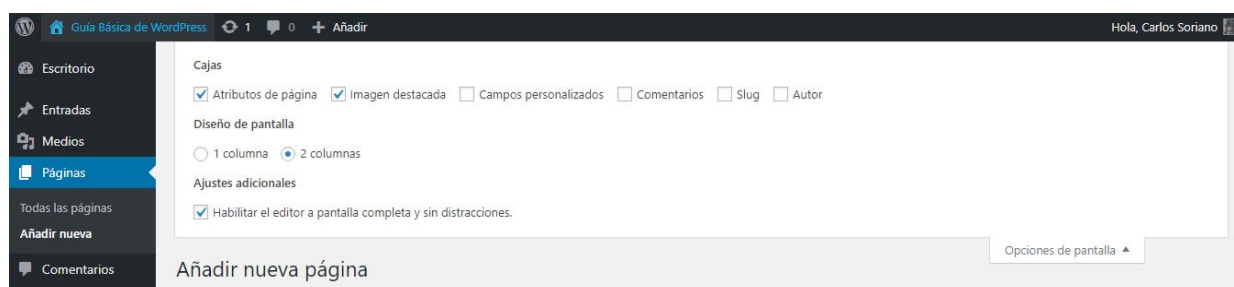 Guía Básica de WordPress 1 0 Añadir Hola, Carlos Soriano
Escritorio
Entradas
Medios
Páginas
Todas las páginas
Añadir nueva
Comentarios
Cajas
Atributos de página Imagen destacada Campos personalizados Comentarios Slug Autor
Diseño de pantalla
1 columna 2 columnas
Ajustes adicionales
Habilitar el editor a pantalla completa y sin distracciones.
Opciones de pantalla
Añadir nueva página